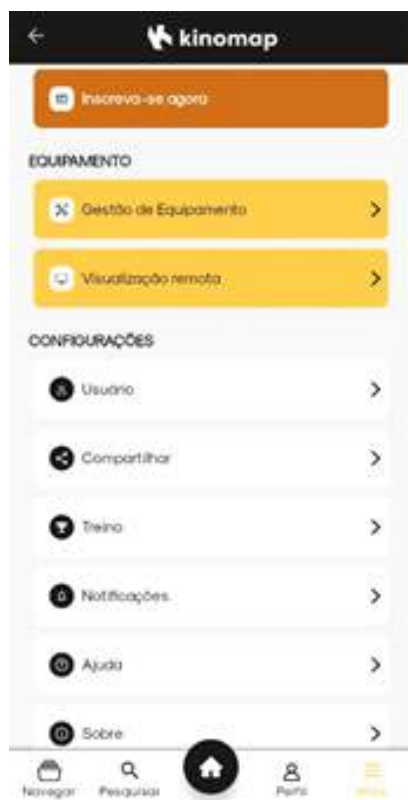 kinomap
Inscreva-se agora
EQUIPAMENTO
Gestão de Equipamento
Visualização remota
CONFIGURAÇÕES
Usuário
Compartilhar
Treino
Notificações
Ajuda
Sobre
Navegar
Pesquisar
Perfil